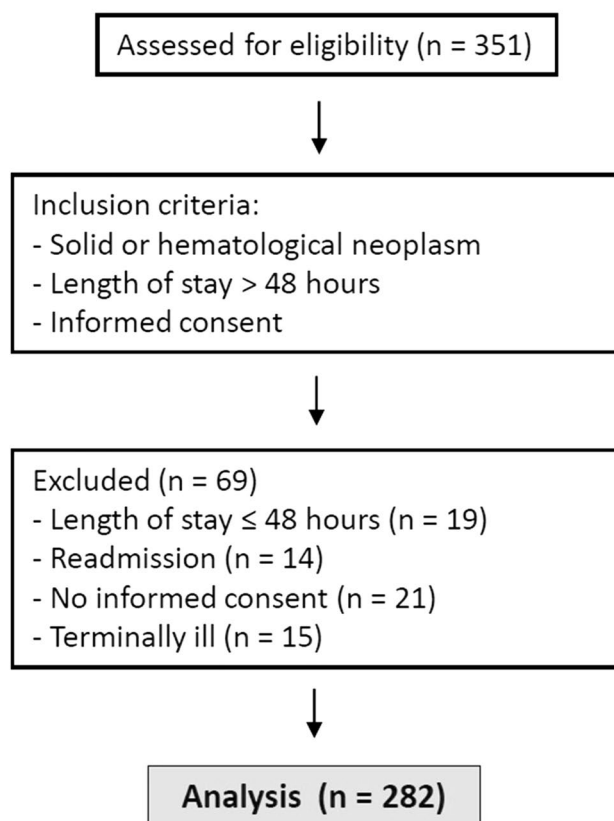 Assessed for eligibility (n = 351)
Inclusion criteria:
- Solid or hematological neoplasm
- Length of stay > 48 hours
- Informed consent
Excluded (n = 69)
- Length of stay ≤ 48 hours (n = 19)
- Readmission (n = 14)
- No informed consent (n = 21)
- Terminally ill (n = 15)
Analysis (n = 282)